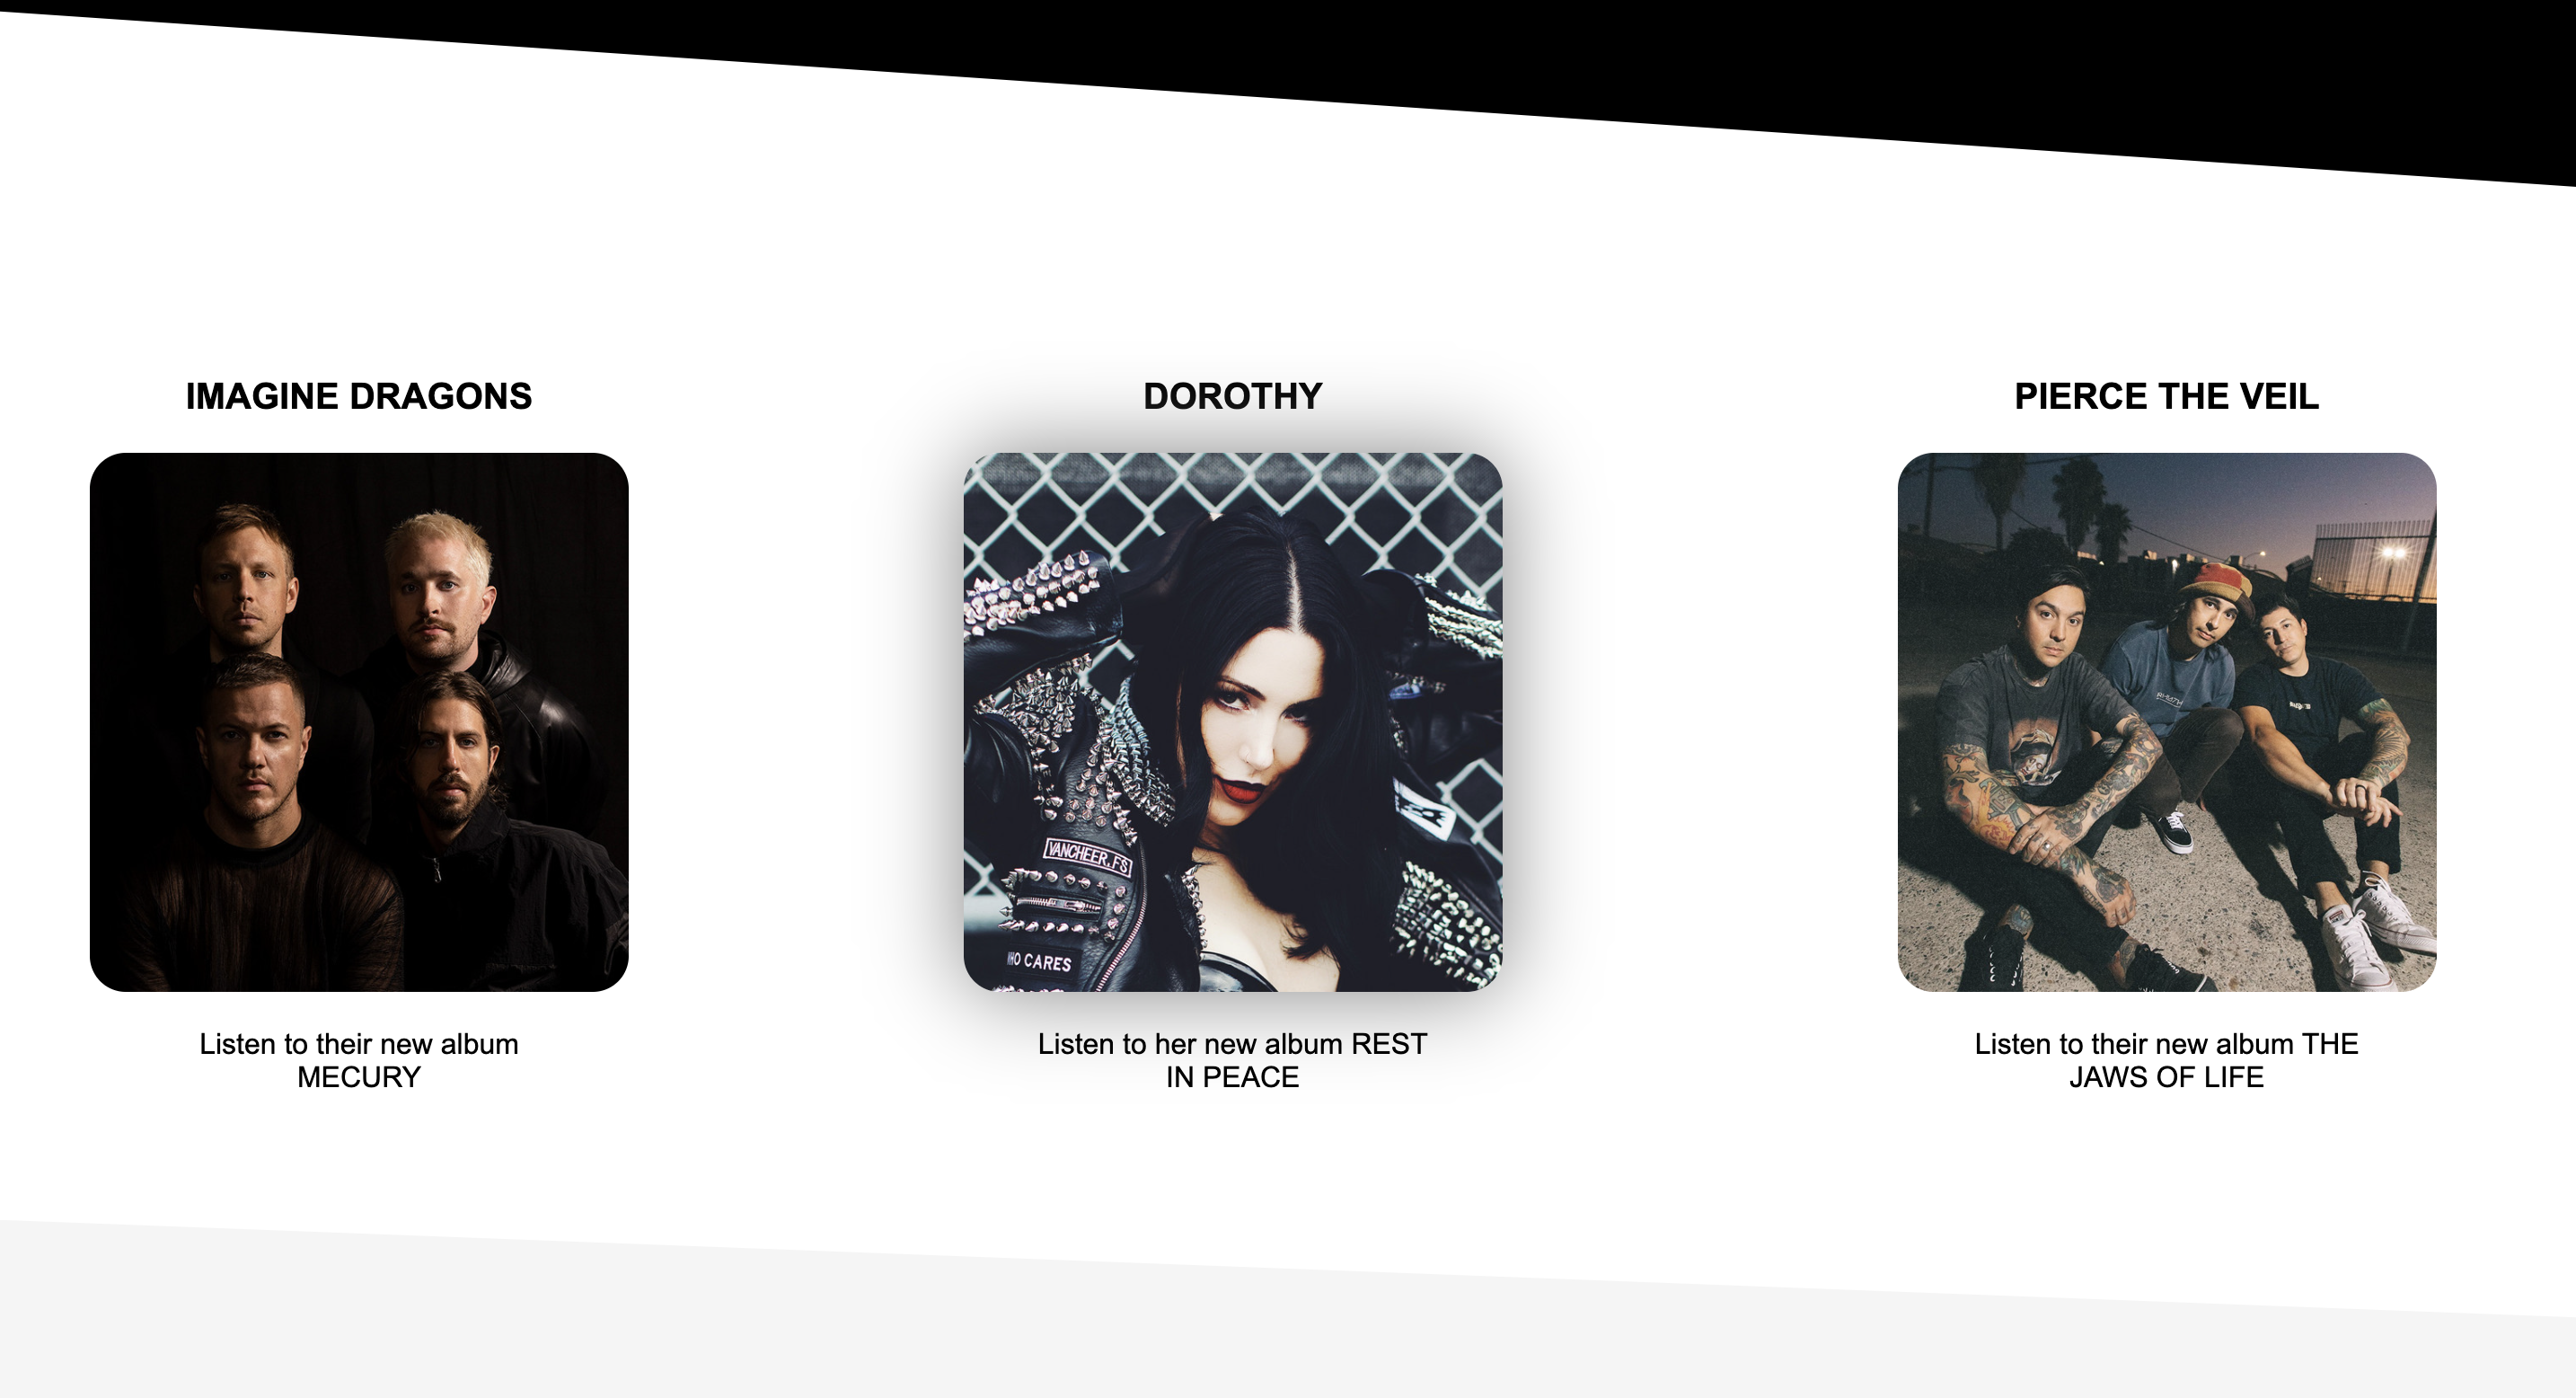 IMAGINE DRAGONS
DOROTHY
PIERCE THE VEIL
VANCHEER,FS
HO CARES
Listen to their new album
MECURY
Listen to her new album REST
IN PEACE
Listen to their new album THE
JAWS OF LIFE